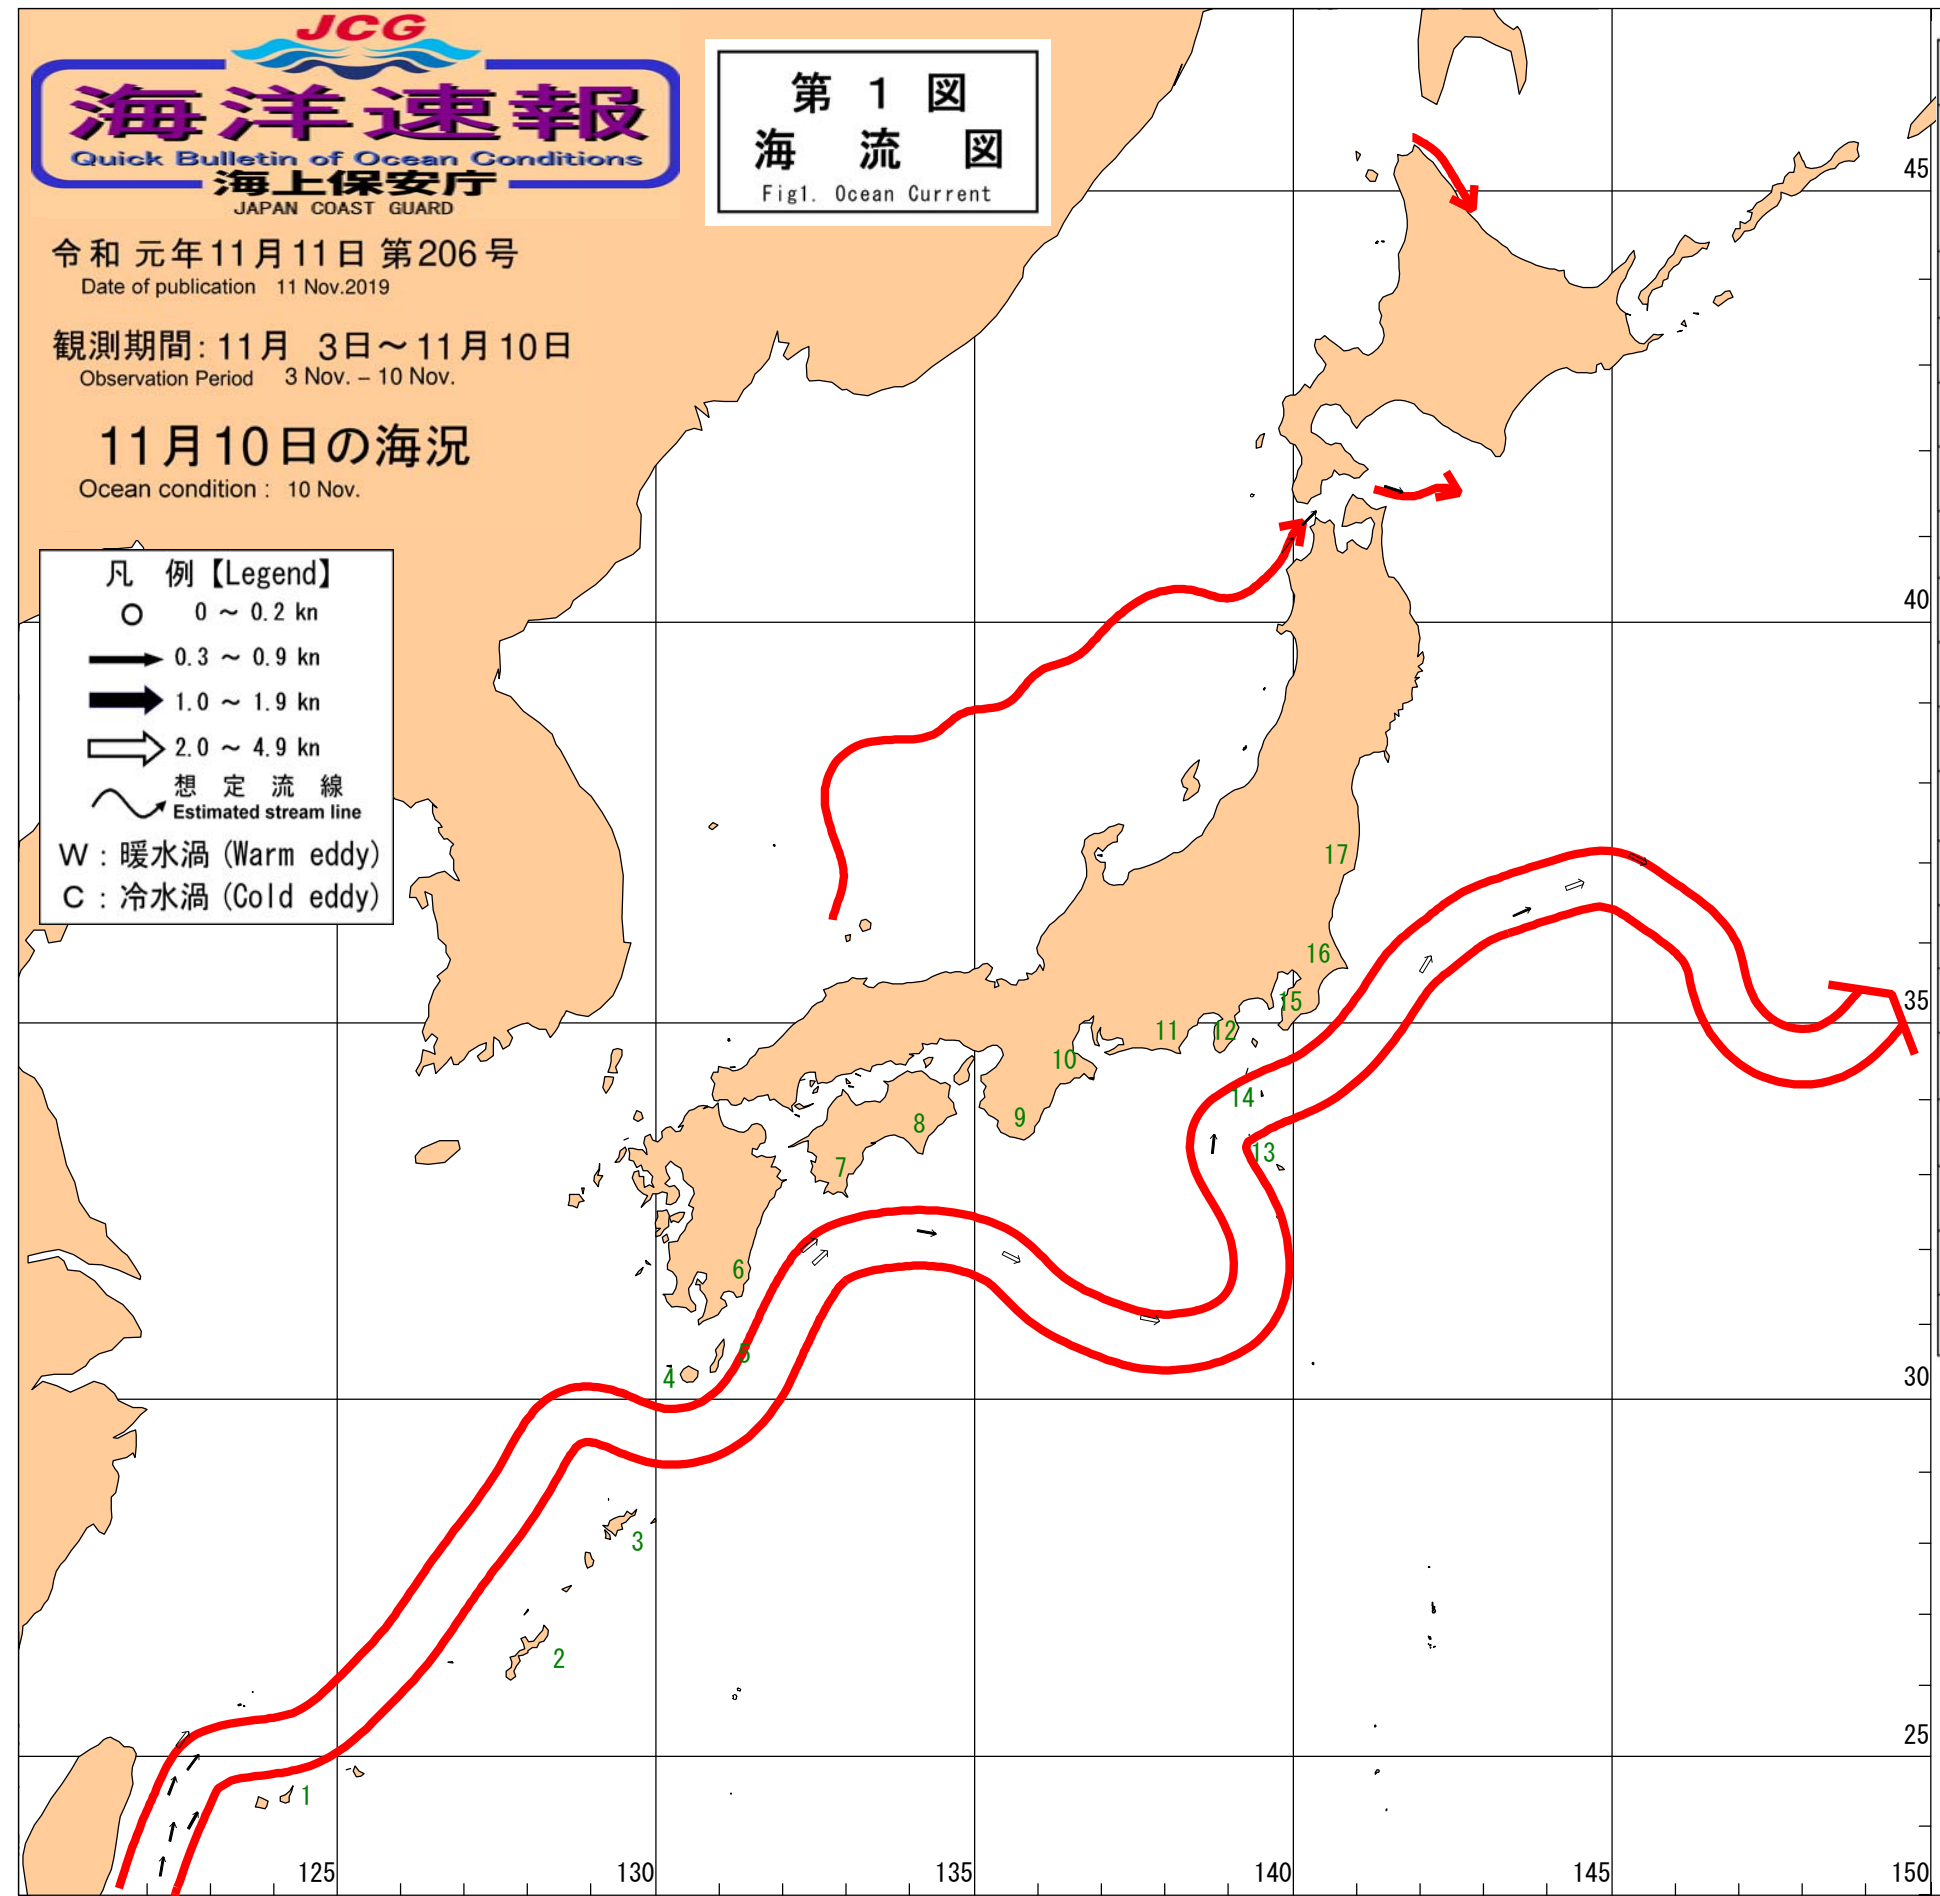 JCG
海洋速報
Quick Bulletin of Ocean Conditions
海上保安庁
JAPAN COAST GUARD
令和 元年11月11日 第206号
Date of publication 11 Nov.2019
観測期間: 11月 3日～11月10日
Observation Period 3 Nov. – 10 Nov.
11月10日の海況
Ocean condition : 10 Nov.
第 1 図
海 流 図
Fig1. Ocean Current
凡 例【Legend】
0 ～ 0.2 kn
0.3 ～ 0.9 kn
1.0 ～ 1.9 kn
2.0 ～ 4.9 kn
想 定 流 線
Estimated stream line
W : 暖水渦 (Warm eddy)
C : 冷水渦 (Cold eddy)
45
40
17
16
35
15
12
11
10
14
9
8
13
7
6
5
4
30
3
2
25
1
125
130
135
140
145
150